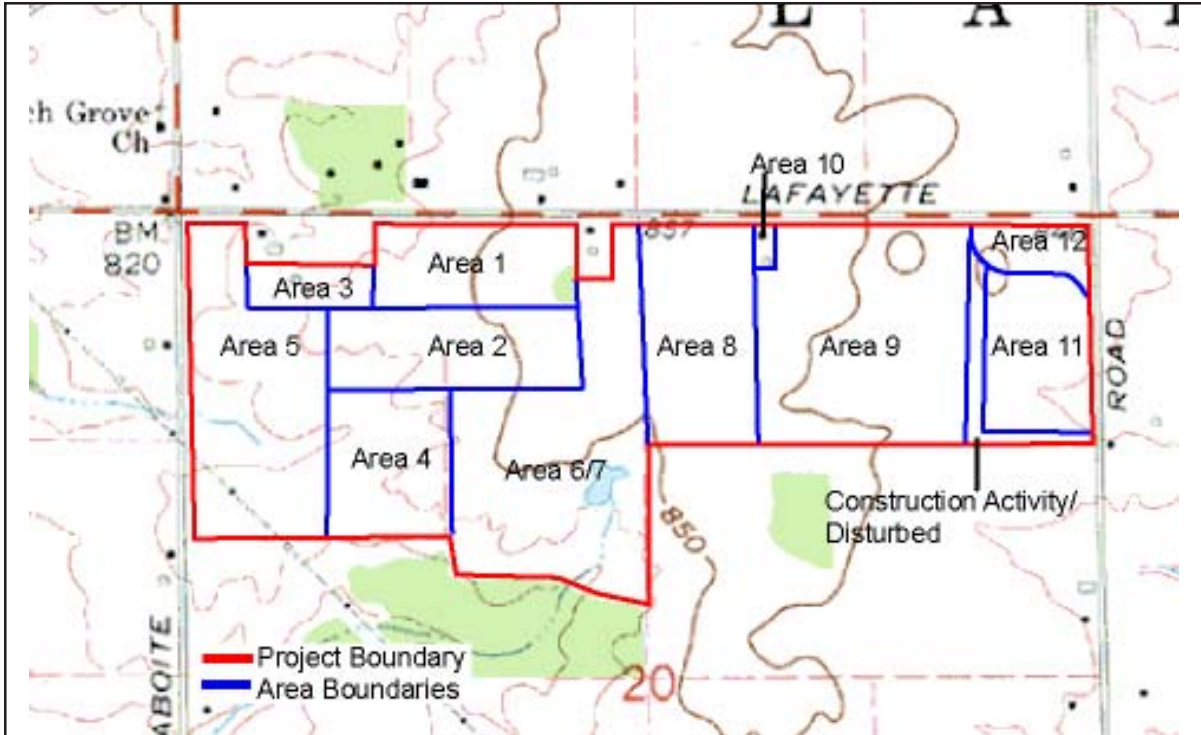 L A
ch Grove
Ch
Area 10
LAFAYETTE
BM
820
857
Area 12
Area 1
Area 3
Area 5
Area 2
Area 8
Area 9
Area 11
ROAD
Area 4
Area 6/7
Construction Activity/
Disturbed
850
ABOITE
Project Boundary
Area Boundaries
20